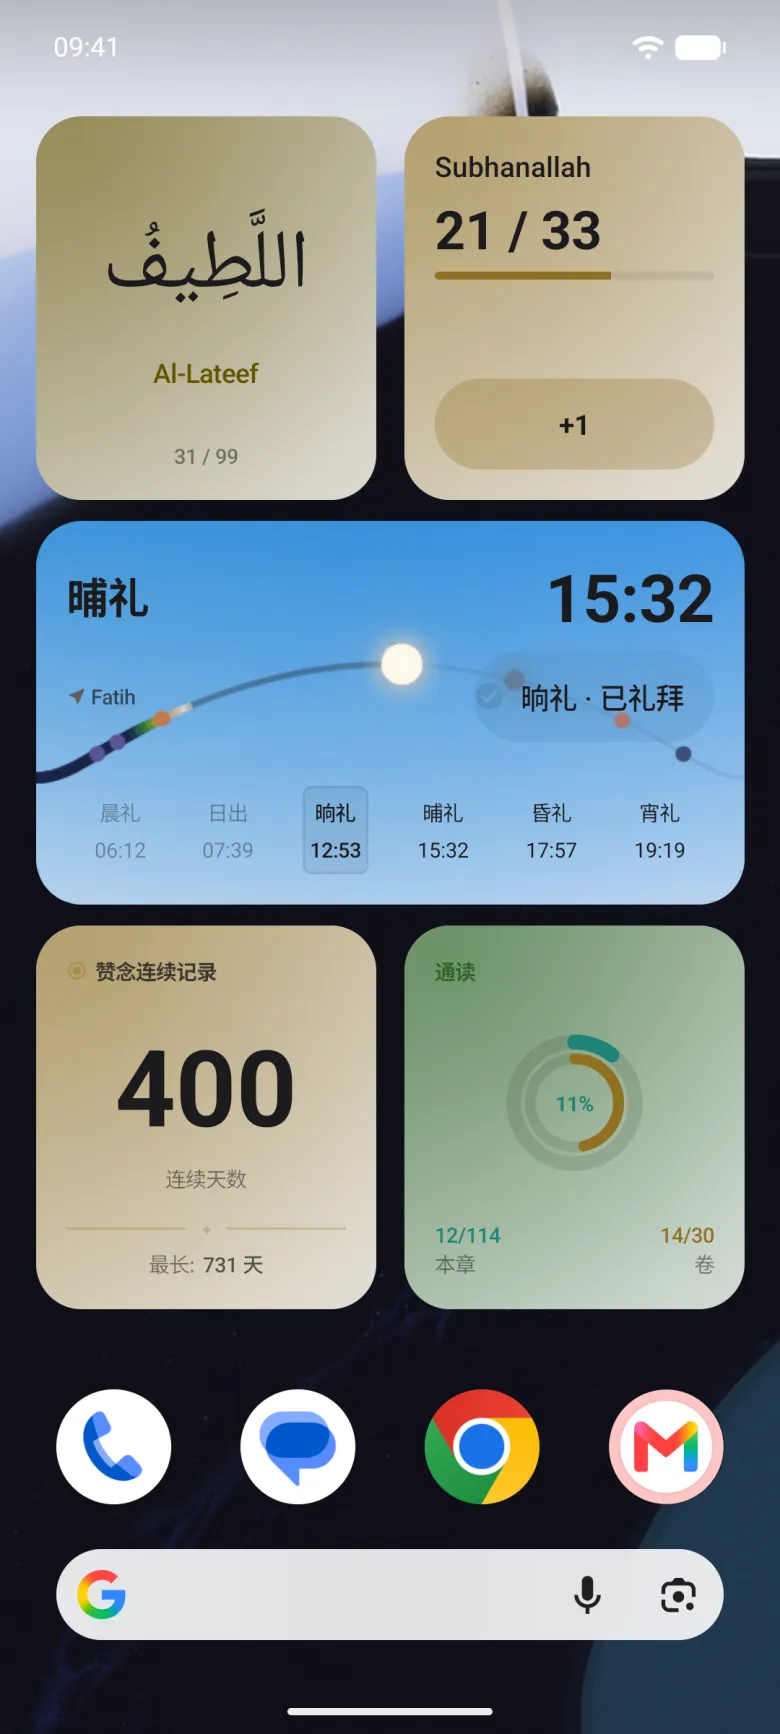 09:41
اللَّطِيفُ
Al-Lateef
31 / 99
Subhanallah
21 / 33
+1
晡礼
15:32
Fatih
晌礼 · 已礼拜
晨礼 日出 晌礼 晡礼 昏礼 宵礼
06:12 07:39 12:53 15:32 17:57 19:19
赞念连续记录
400
连续天数
最长: 731 天
通读
11%
12/114 14/30
本章 卷